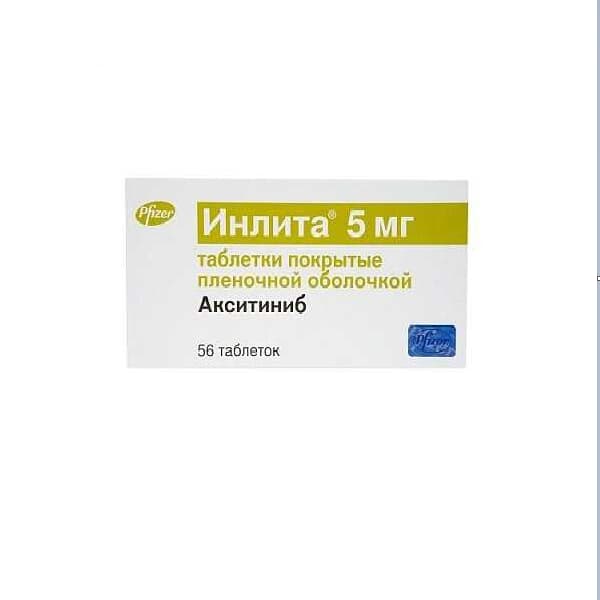 Pfizer
Инлита® 5 мг
таблетки покрытые
пленочной оболочкой
Акситиниб
56 таблеток
Pfizer